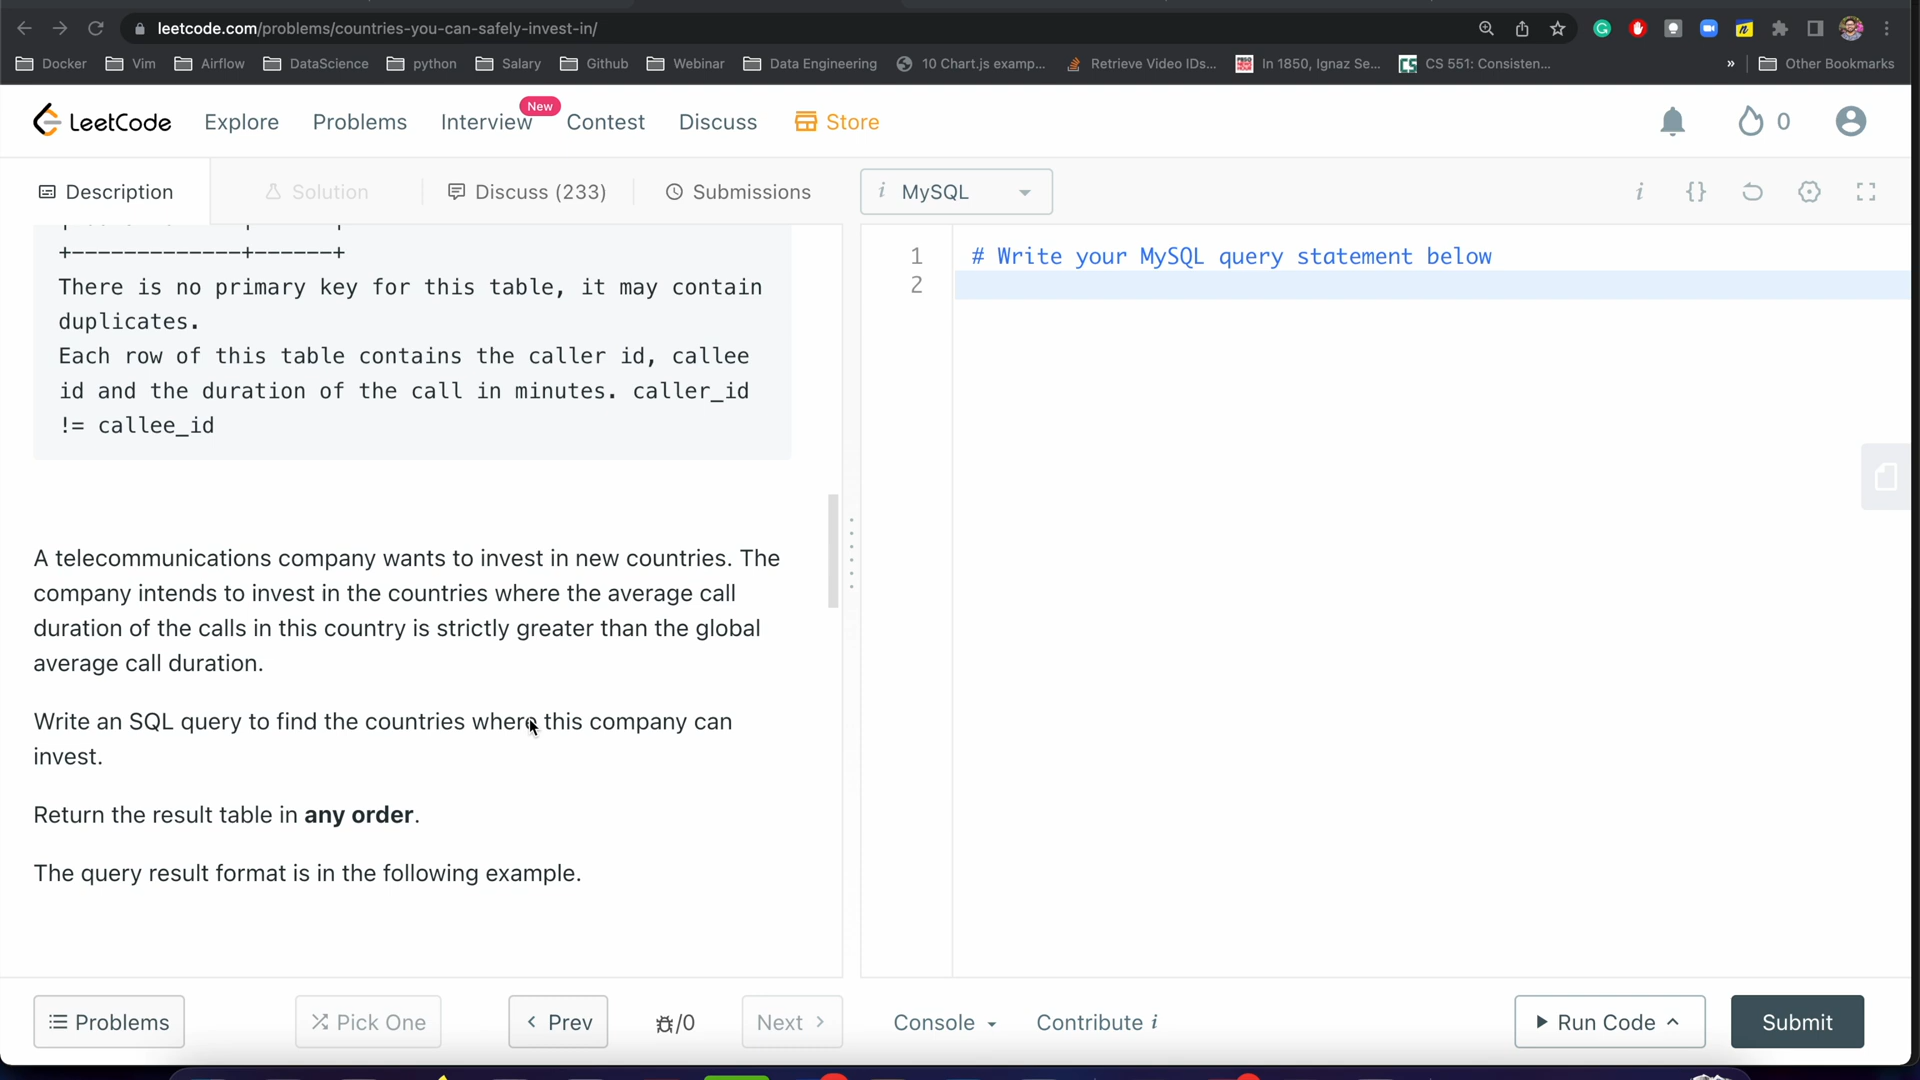 leetcode.com/problems/countries-you-can-safely-invest-in/
Docker Vim Airflow DataScience python Salary Github Webinar Data Engineering 10 Chart.js examp... Retrieve Video IDs... In 1850, Ignaz Se... CS 551: Consisten... » Other Bookmarks
LeetCode Explore Problems Interview New Contest Discuss Store 0
Description Solution Discuss (233) Submissions i MySQL i {}
+-------------+------+
There is no primary key for this table, it may contain
duplicates.
Each row of this table contains the caller id, callee
id and the duration of the call in minutes. caller_id
!= callee_id
A telecommunications company wants to invest in new countries. The
company intends to invest in the countries where the average call
duration of the calls in this country is strictly greater than the global
average call duration.
Write an SQL query to find the countries where this company can
invest.
Return the result table in any order.
The query result format is in the following example.
1 # Write your MySQL query statement below
2
Problems Pick One < Prev /0 Next > Console Contribute i Run Code Submit